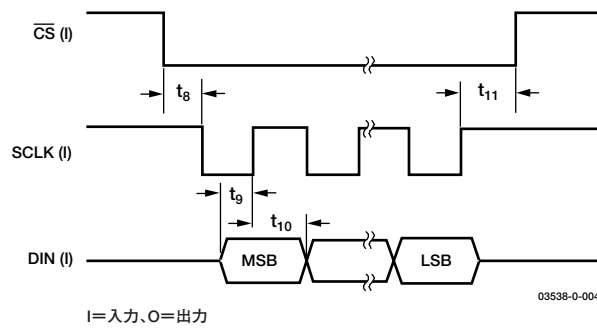 CS (I)
t8
t11
SCLK (I)
t9
t10
DIN (I)
MSB
LSB
03538-0-004
I=入力、O=出力